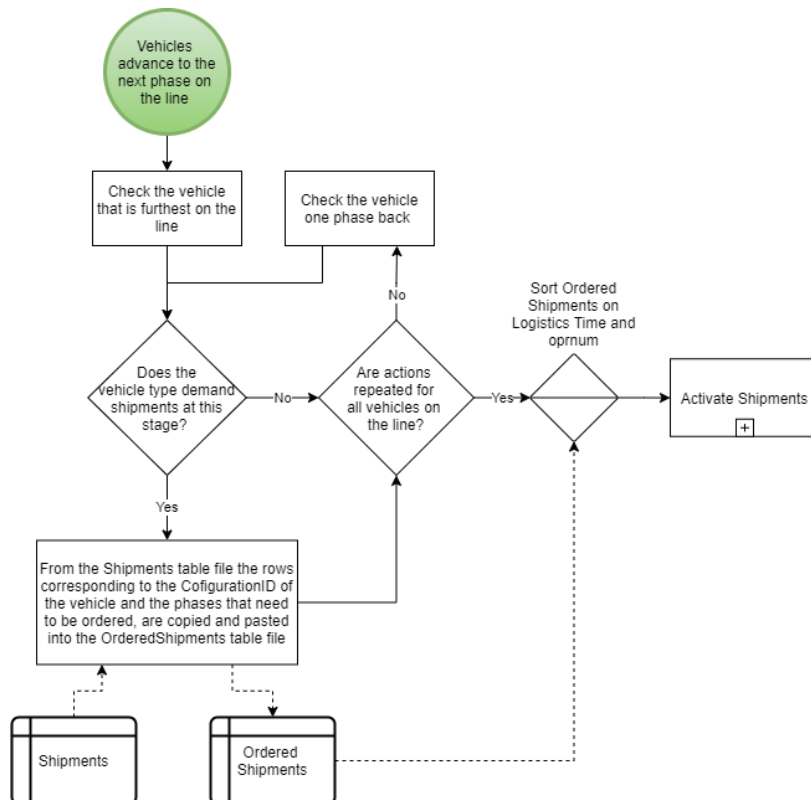 Vehicles
advance to the
next phase on
the line
Check the vehicle
that is furthest on the
line
Check the vehicle
one phase back
No
Sort Ordered
Shipments on
Logistics Time and
oprnum
Does the
vehicle type demand
shipments at this
stage?
No
Are actions
repeated for
all vehicles on
the line?
Yes
Activate Shipments
+
Yes
From the Shipments table file the rows
corresponding to the CofigurationID of
the vehicle and the phases that need
to be ordered, are copied and pasted
into the OrderedShipments table file
Shipments
Ordered
Shipments